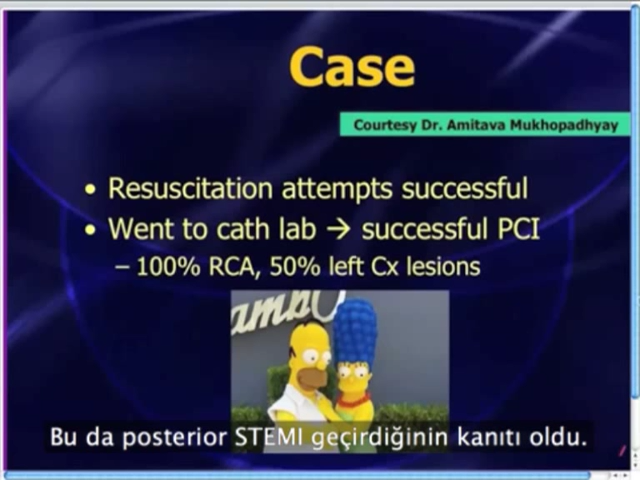 Case
Courtesy Dr. Amitava Mukhopadhyay
• Resuscitation attempts successful
• Went to cath lab → successful PCI
– 100% RCA, 50% left Cx lesions
Bu da posterior STEMI geçirdiğinin kanıtı oldu.